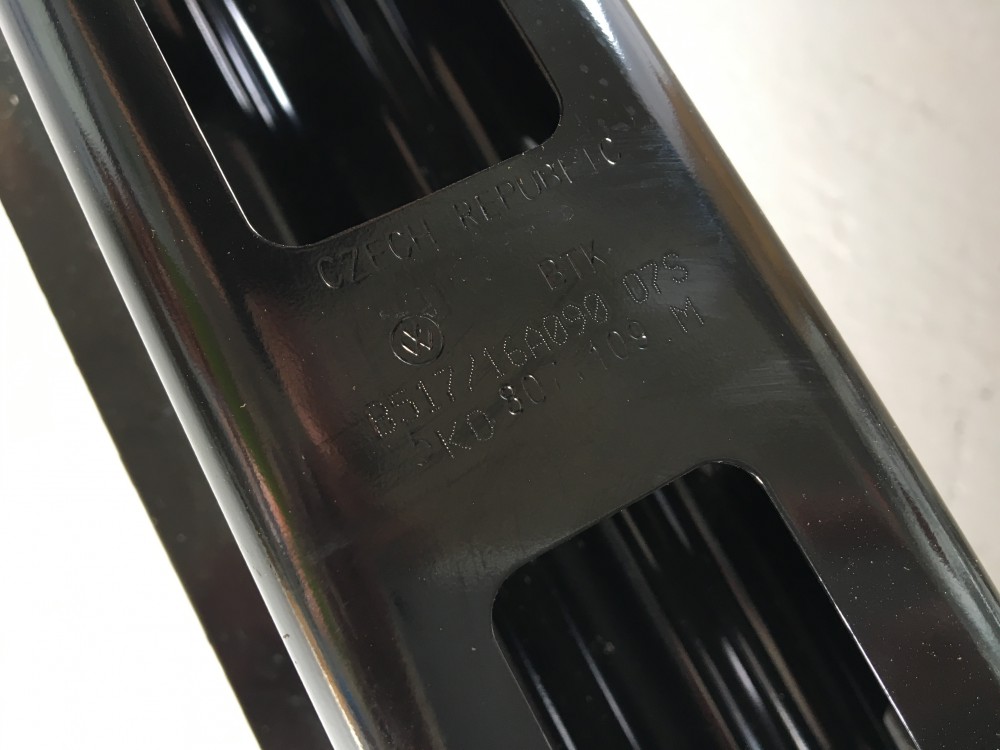 CZECH REPUBLIC
BTK
B517/16A090 07S
5K0 807 109 M